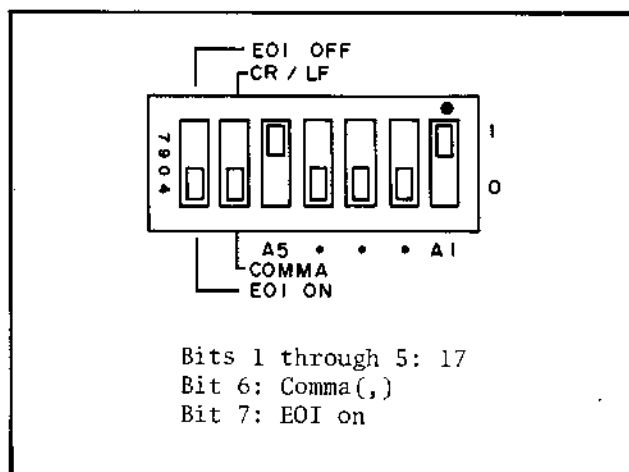 EOI OFF
CR / LF
7904
1
0
A5 • • • A1
COMMA
EOI ON
Bits 1 through 5: 17
Bit 6: Comma(,)
Bit 7: EOI on